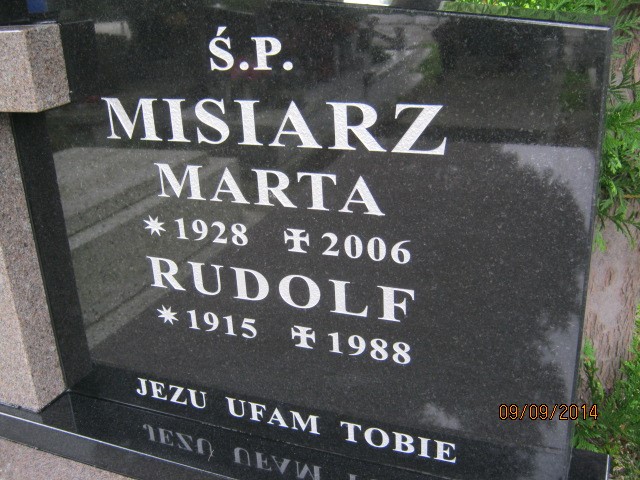 Ś.P.
MISIARZ
MARTA
✷ 1928 ✠ 2006
RUDOLF
✷ 1915 ✠ 1988
JEZU UFAM TOBIE
09/09/2014